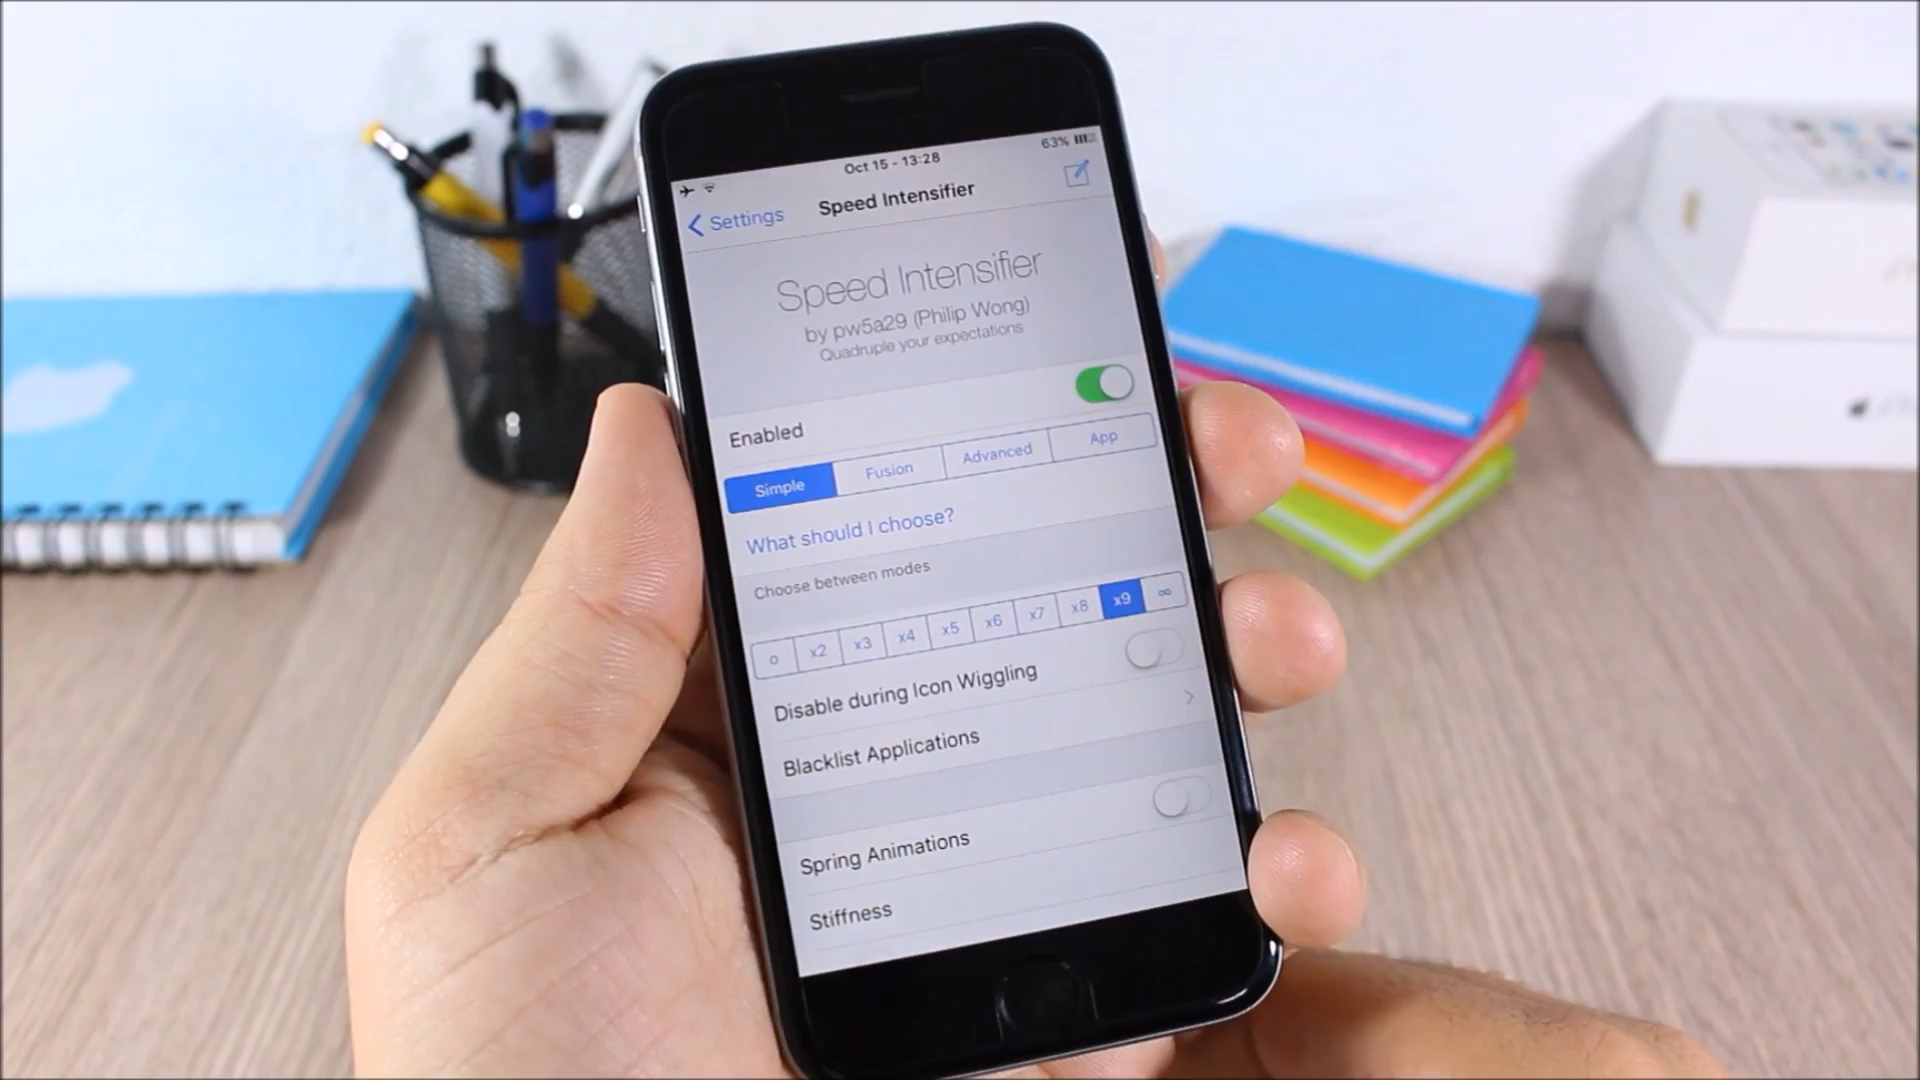 Oct 15 - 13:28
63%
Settings
Speed Intensifier
Speed Intensifier
by pw5a29 (Philip Wong)
Quadruple your expectations
Enabled
Simple Fusion Advanced App
What should I choose?
Choose between modes
o x2 x3 x4 x5 x6 x7 x8 x9 ∞
Disable during Icon Wiggling
Blacklist Applications
Spring Animations
Stiffness